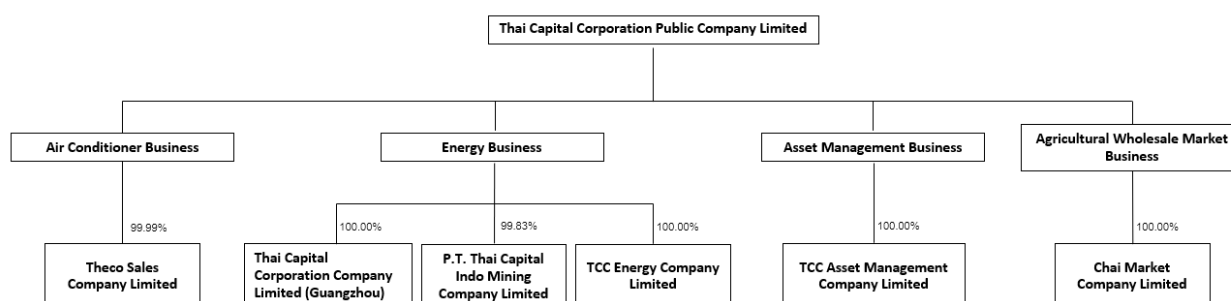 Thai Capital Corporation Public Company Limited
Air Conditioner Business
Energy Business
Asset Management Business
Agricultural Wholesale Market
Business
99.99%
100.00%
99.83%
100.00%
100.00%
100.00%
Theco Sales
Company Limited
Thai Capital
Corporation Company
Limited (Guangzhou)
P.T. Thai Capital
Indo Mining
Company Limited
TCC Energy Company
Limited
TCC Asset Management
Company Limited
Chai Market
Company Limited